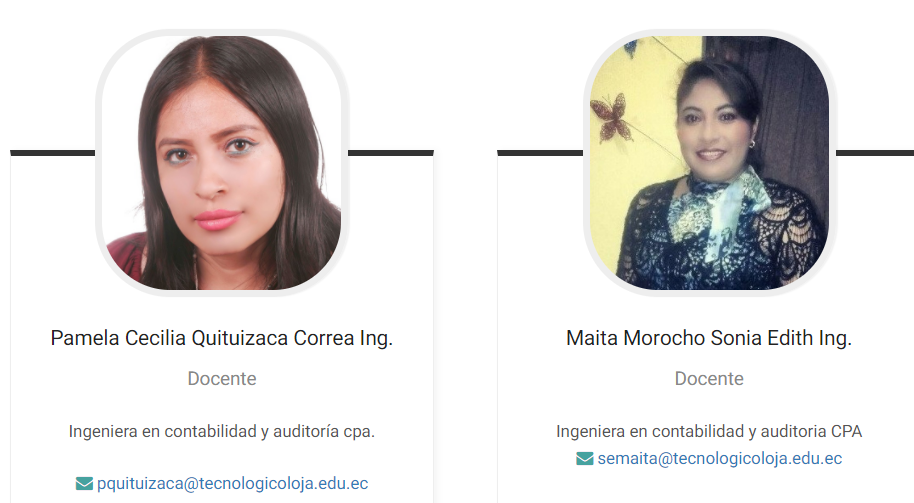 Pamela Cecilia Quituizaca Correa Ing.
Docente
Ingeniera en contabilidad y auditoría cpa.
pquituizaca@tecnologicoloja.edu.ec
Maita Morocho Sonia Edith Ing.
Docente
Ingeniera en contabilidad y auditoria CPA
semaita@tecnologicoloja.edu.ec